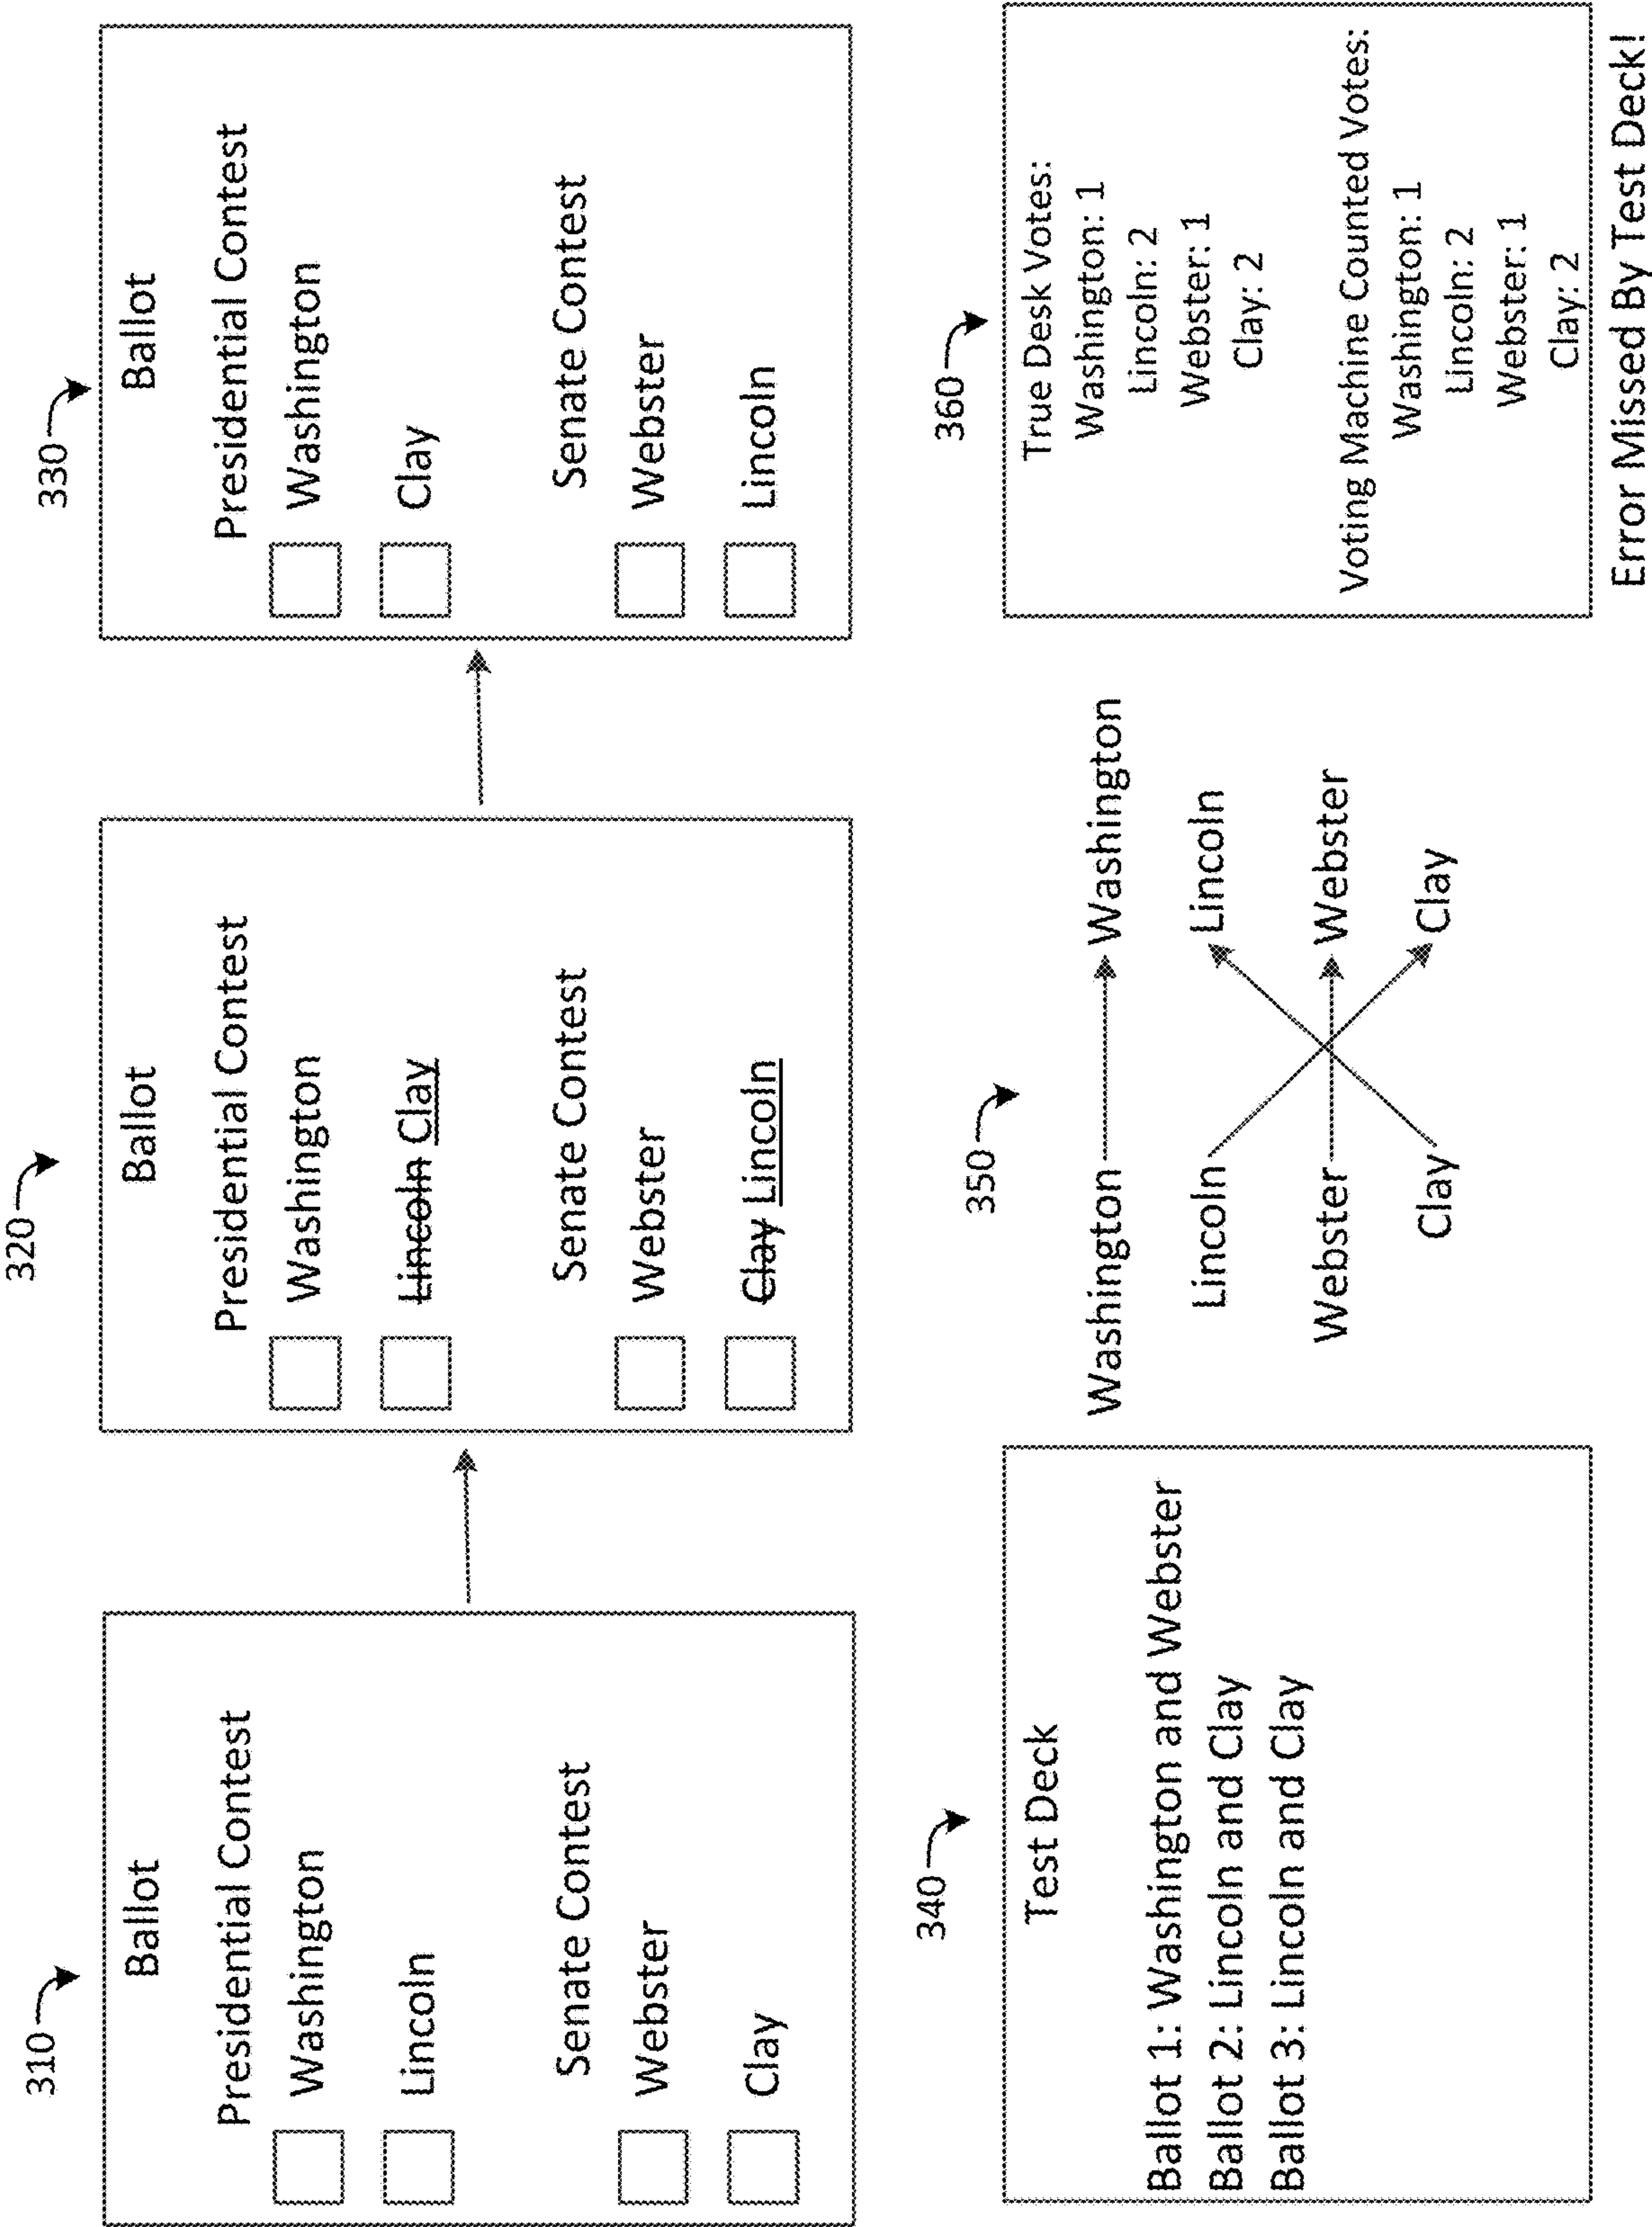 310
Ballot
Presidential Contest
Washington
Lincoln
Senate Contest
Webster
Clay
320
Ballot
Presidential Contest
Washington
Lincoln Clay
Senate Contest
Webster
Clay Lincoln
330
Ballot
Presidential Contest
Washington
Clay
Senate Contest
Webster
Lincoln
340
Test Deck
Ballot 1: Washington and Webster
Ballot 2: Lincoln and Clay
Ballot 3: Lincoln and Clay
350
Washington Washington
Lincoln Lincoln
Webster Webster
Clay Clay
360
True Desk Votes:
Washington: 1
Lincoln: 2
Webster: 1
Clay: 2
Voting Machine Counted Votes:
Washington: 1
Lincoln: 2
Webster: 1
Clay: 2
Error Missed By Test Deck!